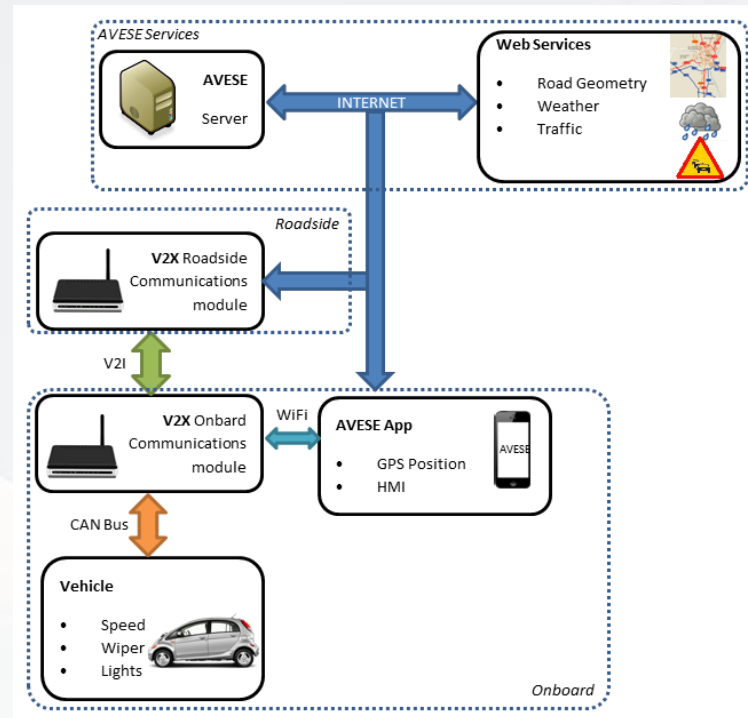 AVESE Services
AVESE
Server
INTERNET
Web Services
• Road Geometry
• Weather
• Traffic
Roadside
V2X Roadside
Communications
module
V2I
V2X Onbard
Communications
module
WiFi
AVESE App
• GPS Position
• HMI
AVESE
CAN Bus
Vehicle
• Speed
• Wiper
• Lights
Onboard